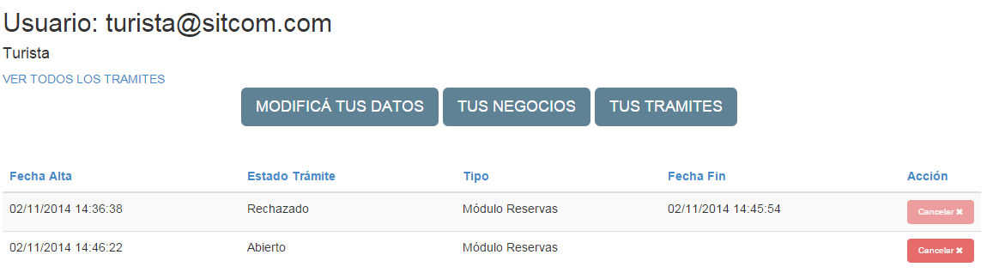 Usuario: turista@sitcom.com
Turista
VER TODOS LOS TRAMITES
MODIFICÁ TUS DATOS TUS NEGOCIOS TUS TRAMITES
Fecha Alta Estado Trámite Tipo Fecha Fin Acción
02/11/2014 14:36:38 Rechazado Módulo Reservas 02/11/2014 14:45:54 Cancelar ✖
02/11/2014 14:46:22 Abierto Módulo Reservas Cancelar ✖